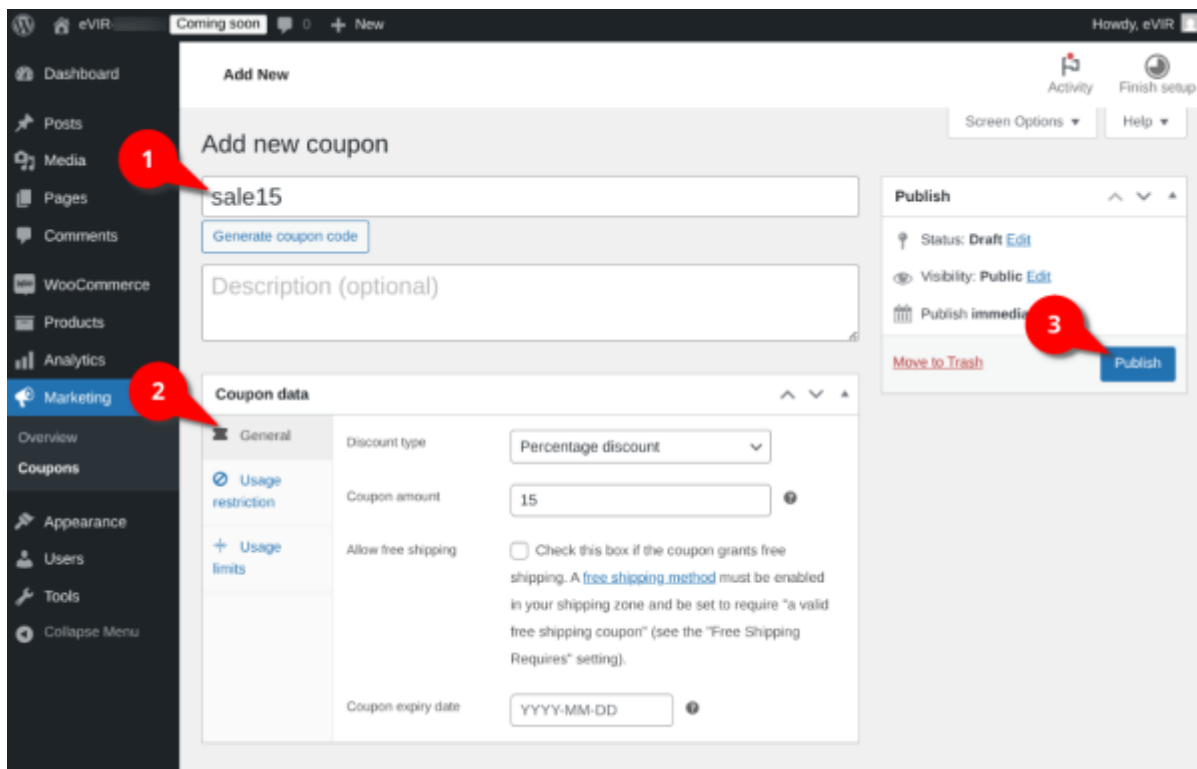 eVIR- Coming soon 0 + New Howdy, eVIR
Dashboard
Posts
Media
Pages
Comments
WooCommerce
Products
Analytics
Marketing
Overview
Coupons
Appearance
Users
Tools
Collapse Menu
Add New
Activity
Finish setup
Screen Options
Help
Add new coupon
1
sale15
Generate coupon code
Description (optional)
Publish
Status: Draft Edit
Visibility: Public Edit
Publish immedia
3
Move to Trash
Publish
2
Coupon data
General
Usage
restriction
Usage
limits
Discount type
Percentage discount
Coupon amount
15
Allow free shipping
Check this box if the coupon grants free
shipping. A free shipping method must be enabled
in your shipping zone and be set to require "a valid
free shipping coupon" (see the "Free Shipping
Requires" setting).
Coupon expiry date
YYYY-MM-DD